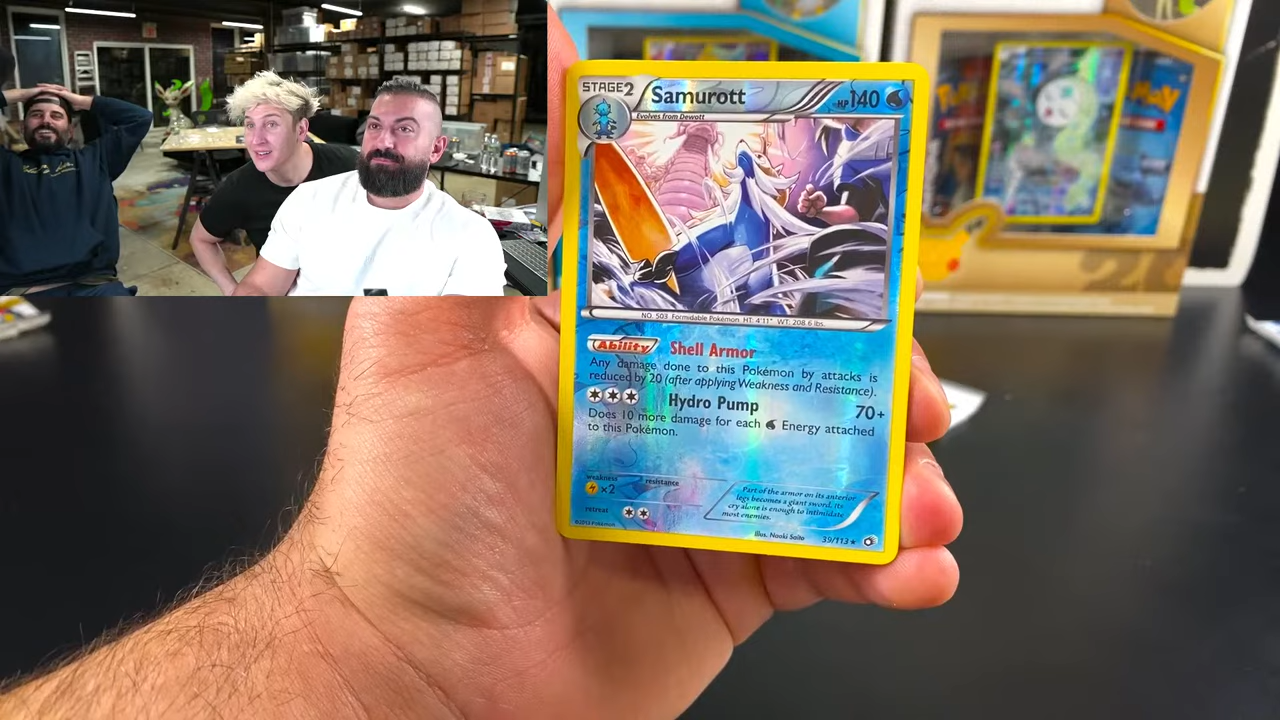 STAGE2
Samurott
HP140
Evolves from Dewott
NO. 503 Formidable Pokémon HT: 4'11" WT: 208.6 lbs.
Ability Shell Armor
Any damage done to this Pokémon by attacks is
reduced by 20 (after applying Weakness and Resistance).
Hydro Pump 70+
Does 10 more damage for each Energy attached
to this Pokémon.
weakness
resistance
×2
retreat
Part of the armor on its anterior
legs becomes a giant sword. Its
cry alone is enough to intimidate
most enemies.
©2013 Pokémon
Illus. Naoki Saito
39/113